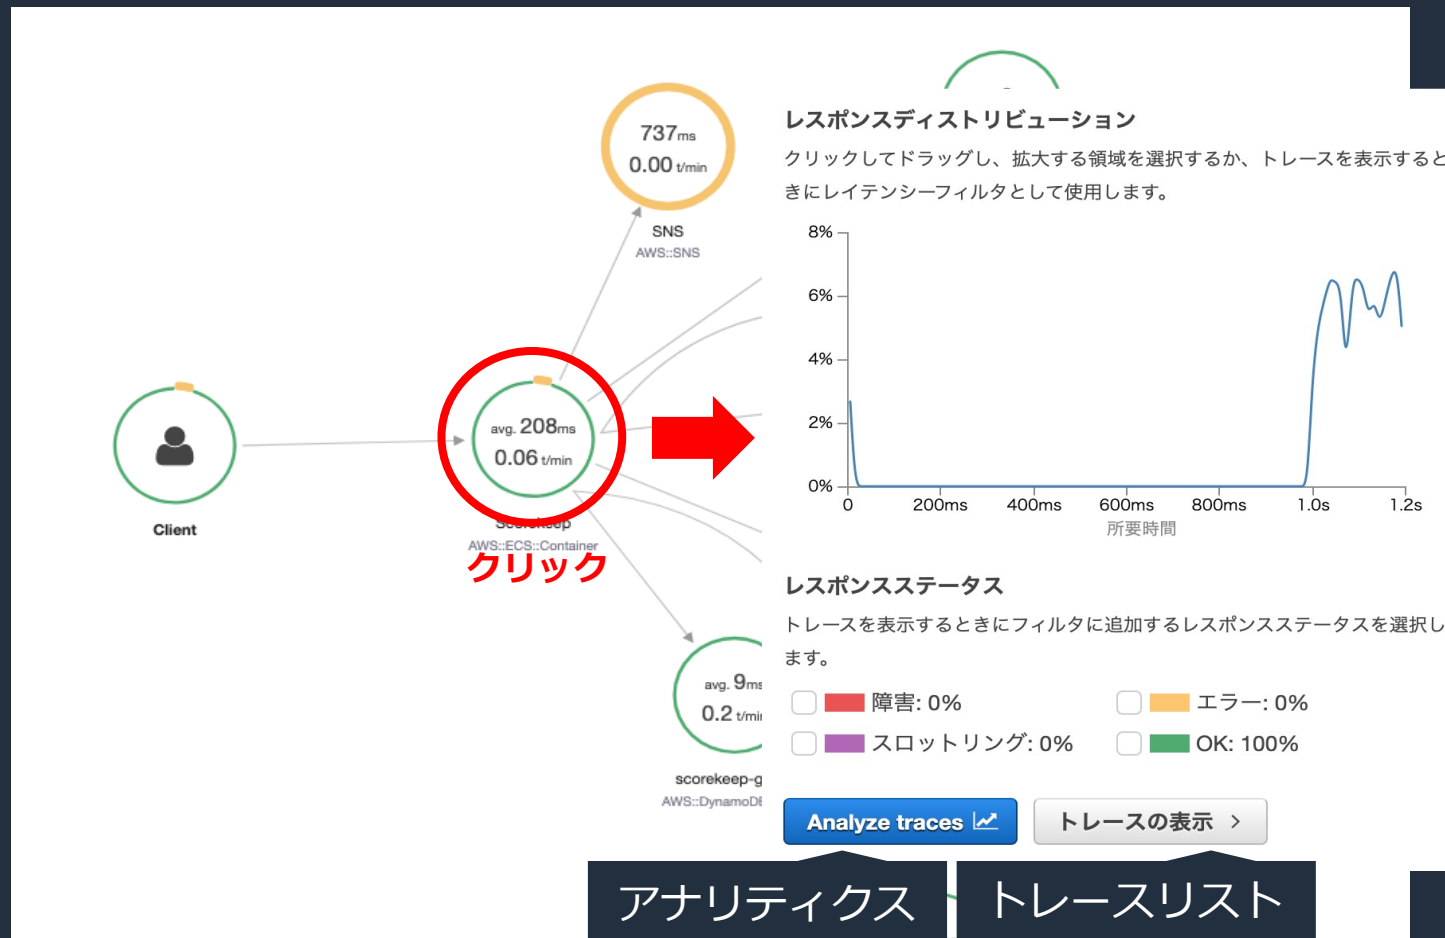 737ms
0.00 t/min
SNS
AWS::SNS
Client
avg. 208ms
0.06 t/min
Scorekeep
AWS::ECS::Container
クリック
avg. 9ms
0.2 t/min
scorekeep-g
AWS::DynamoDB
レスポンスディストリビューション
クリックしてドラッグし、拡大する領域を選択するか、トレースを表示すると
きにレイテンシーフィルタとして使用します。
8%
6%
4%
2%
0%
0 200ms 400ms 600ms 800ms 1.0s 1.2s
所要時間
レスポンスステータス
トレースを表示するときにフィルタに追加するレスポンスステータスを選択し
ます。
障害: 0% エラー: 0%
スロットリング: 0% OK: 100%
Analyze traces トレースの表示 >
アナリティクス トレースリスト